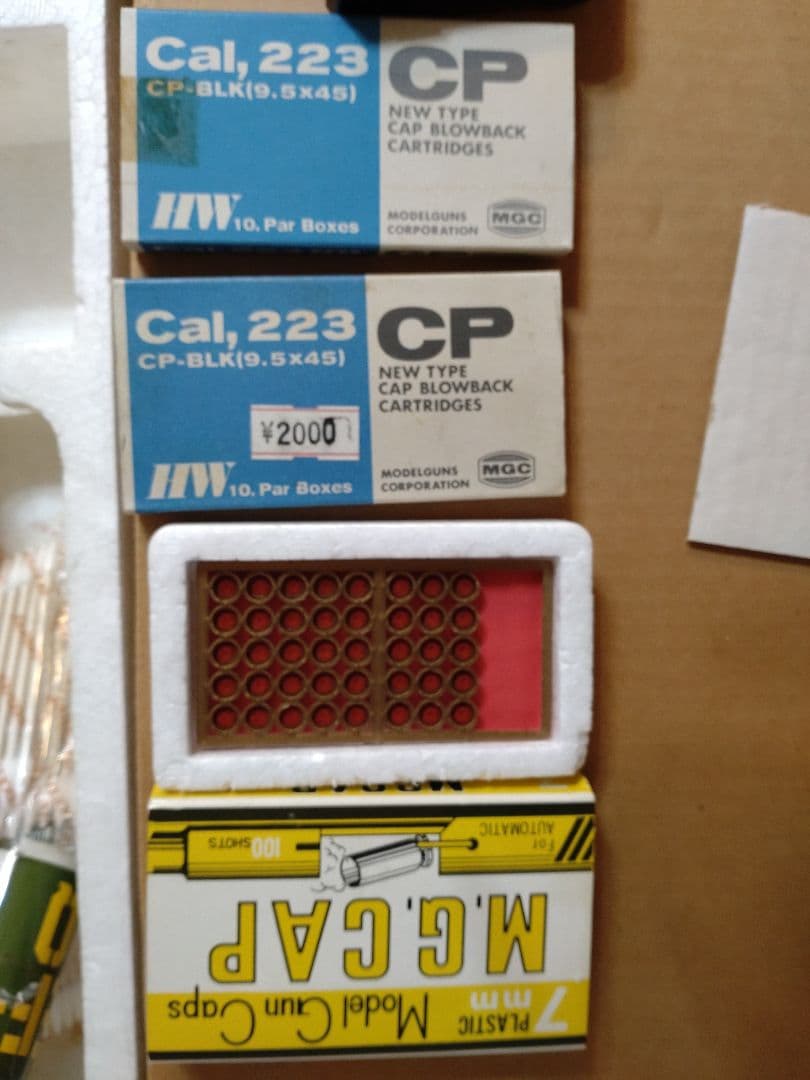 Cal, 223
CP-BLK(9.5x45)
HW 10. Par Boxes
CP
NEW TYPE
CAP BLOWBACK
CARTRIDGES
MODELGUNS
CORPORATION
MGC
Cal, 223
CP-BLK(9.5x45)
¥2000
HW 10. Par Boxes
CP
NEW TYPE
CAP BLOWBACK
CARTRIDGES
MODELGUNS
CORPORATION
MGC
7mm PLASTIC Model Gun Caps
M.G.CAP
For
AUTOMATIC
100 SHOTS